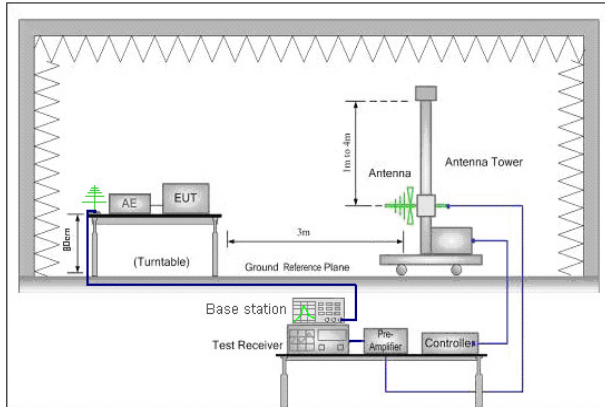 1m to 4m
Antenna
Antenna Tower
AE
EUT
80cm
3m
(Turntable)
Ground Reference Plane
Base station
Test Receiver
Pre-
Amplifier
Controller